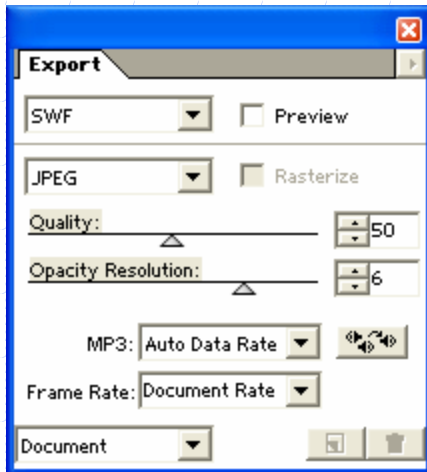 Export
SWF Preview
JPEG Rasterize
Quality: 50
Opacity Resolution: 6
MP3: Auto Data Rate
Frame Rate: Document Rate
Document